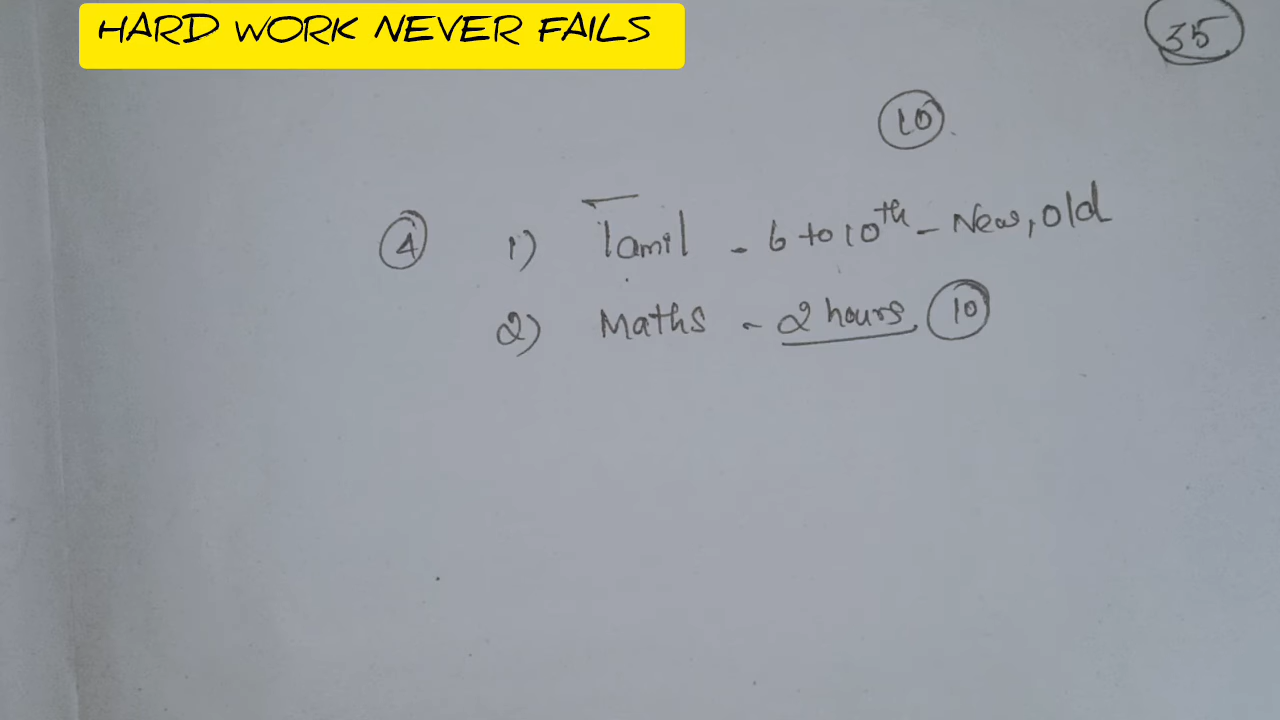 HARD WORK NEVER FAILS
35
10
4 1) Tamil - 6 to 10th - New, Old
2) Maths - 2 hours 10